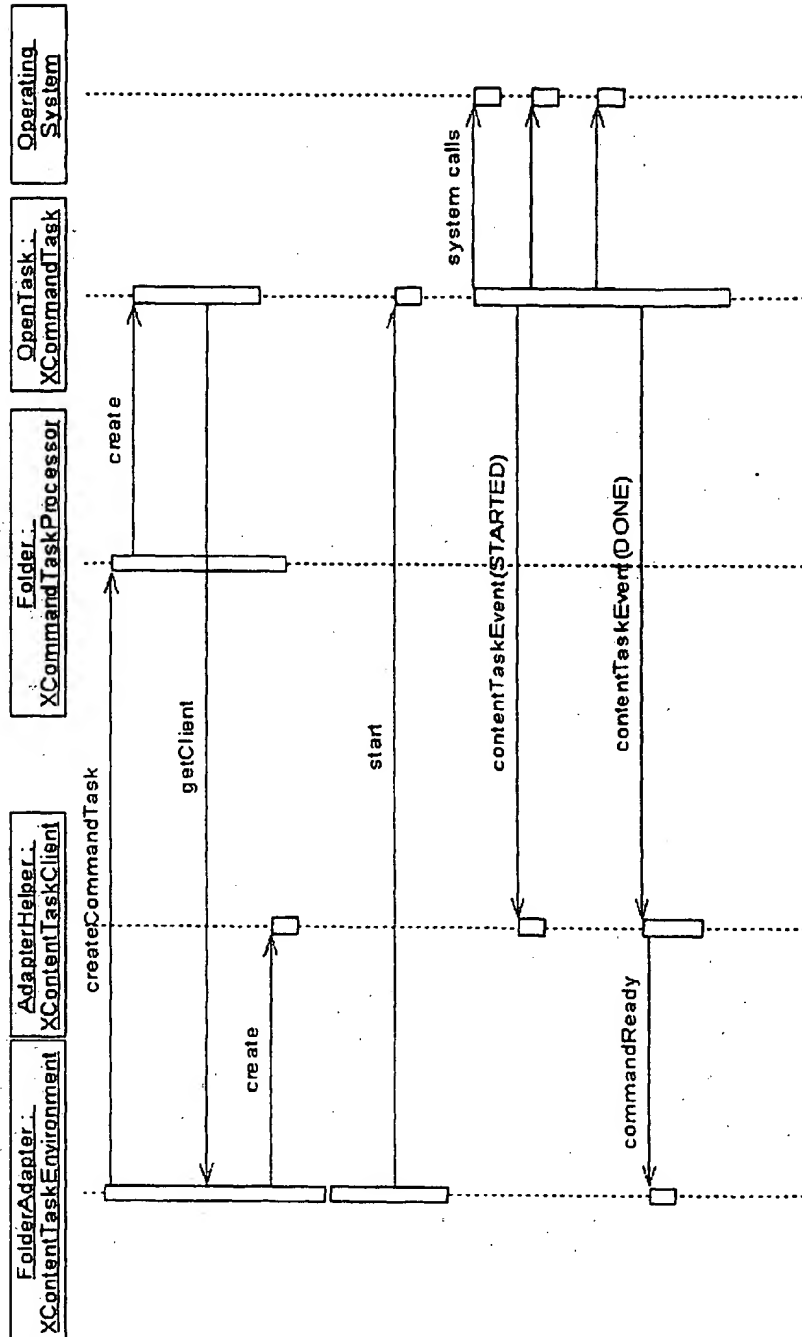 FolderAdapter :
XContentTaskEnvironment
AdapterHelper :
XContentTaskClient
Folder :
XCommandTaskProcessor
OpenTask :
XCommandTask
Operating
System
createCommandTask
create
getClient
create
start
system calls
contentTaskEvent(STARTED)
contentTaskEvent(DONE)
commandReady